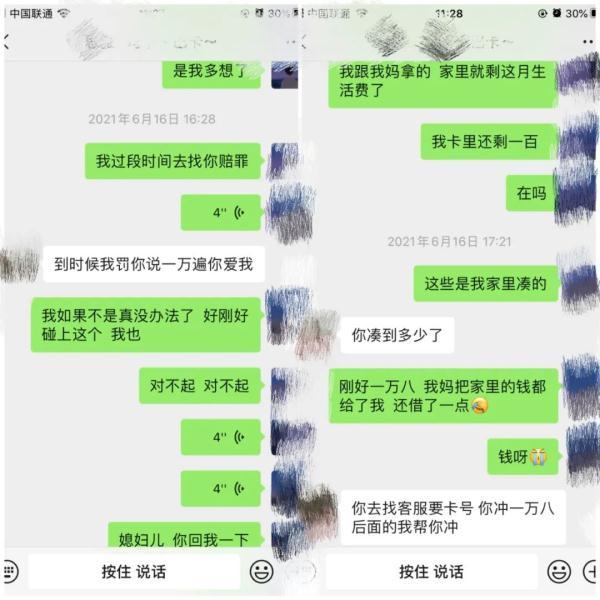 中国联通
30%
是我多想了
2021年6月16日 16:28
我过段时间去找你赔罪
4"
到时候我罚你说一万遍你爱我
我如果不是真没办法了 好刚好
碰上这个 我也
对不起 对不起
4"
4"
媳妇儿 你回我一下
按住 说话
中国联通
11:28
30%
卡～
我跟我妈拿的 家里就剩这月生
活费了
我卡里还剩一百
在吗
2021年6月16日 17:21
这些是我家里凑的
你凑到多少了
刚好一万八 我妈把家里的钱都
给了我 还借了一点
钱呀😭
你去找客服要卡号 你冲一万八
后面的我帮你冲
按住 说话